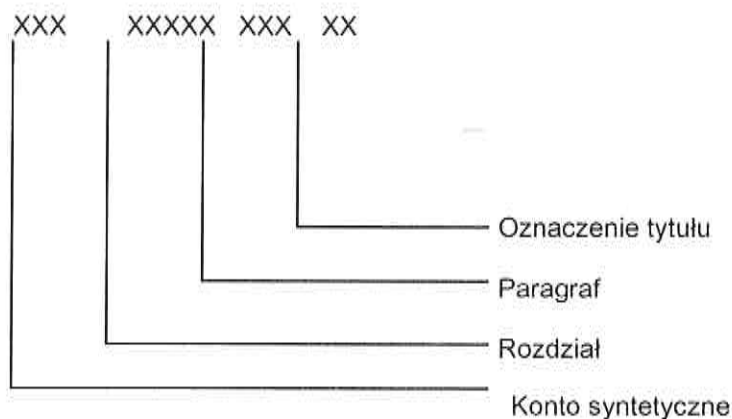 XXX XXXXX XXX XX
Oznaczenie tytułu
Paragraf
Rozdział
Konto syntetyczne